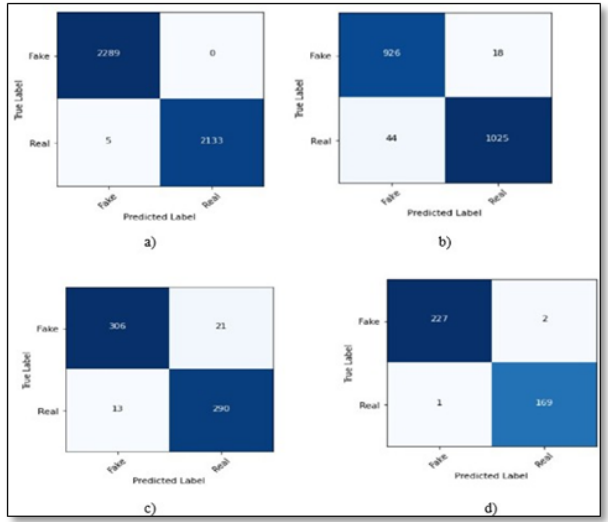 Fake
2289
0
True Label
Real
5
2133
Fake
Real
Predicted Label
a)
Fake
926
18
True Label
Real
44
1025
Fake
Real
Predicted Label
b)
Fake
306
21
True Label
Real
13
290
Fake
Real
Predicted Label
c)
Fake
227
2
True Label
Real
1
169
Fake
Real
Predicted Label
d)